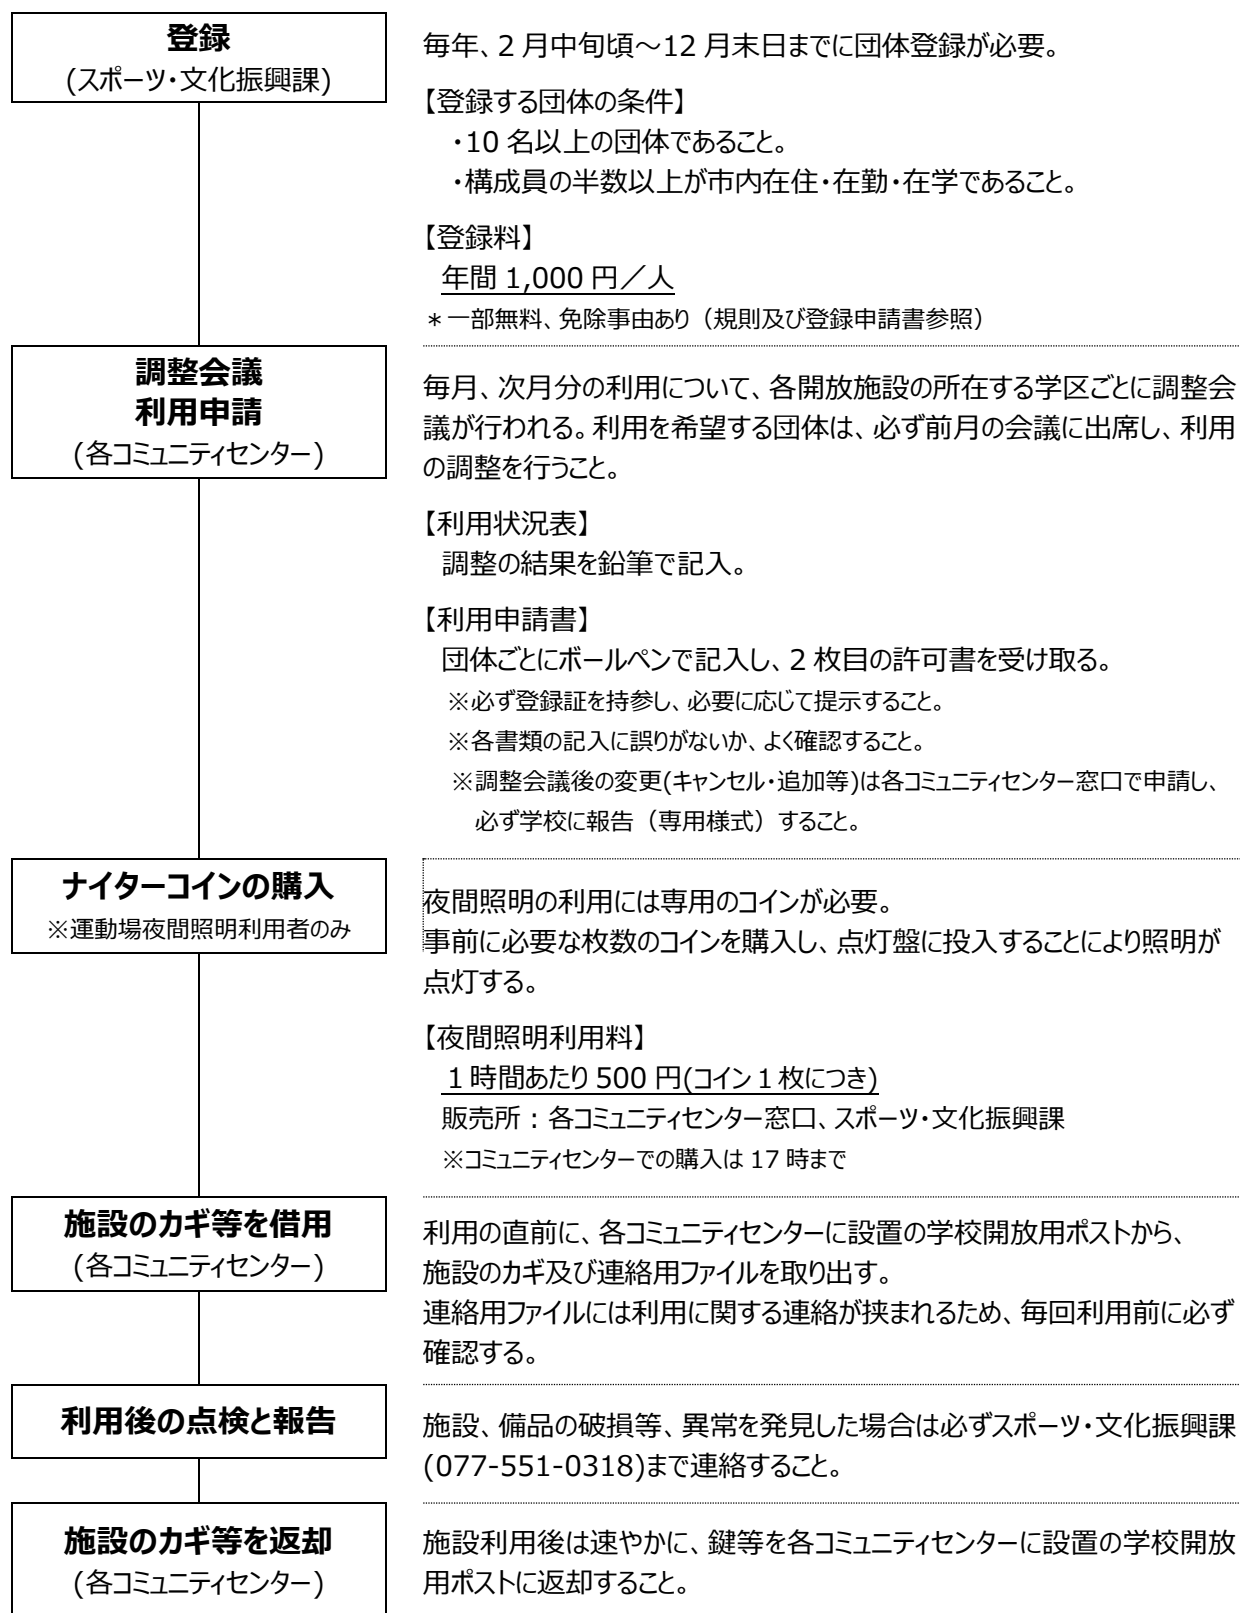 登録
(スポーツ・文化振興課)
毎年、2月中旬頃～12月末日までに団体登録が必要。
【登録する団体の条件】
・10名以上の団体であること。
・構成員の半数以上が市内在住・在勤・在学であること。
【登録料】
年間1,000円／人
＊一部無料、免除事由あり（規則及び登録申請書参照）
調整会議
利用申請
(各コミュニティセンター)
毎月、次月分の利用について、各開放施設の所在する学区ごとに調整会
議が行われる。利用を希望する団体は、必ず前月の会議に出席し、利用
の調整を行うこと。
【利用状況表】
調整の結果を鉛筆で記入。
【利用申請書】
団体ごとにボールペンで記入し、2枚目の許可書を受け取る。
※必ず登録証を持参し、必要に応じて提示すること。
※各書類の記入に誤りがないか、よく確認すること。
※調整会議後の変更(キャンセル・追加等)は各コミュニティセンター窓口で申請し、
必ず学校に報告（専用様式）すること。
ナイターコインの購入
※運動場夜間照明利用者のみ
夜間照明の利用には専用のコインが必要。
事前に必要な枚数のコインを購入し、点灯盤に投入することにより照明が
点灯する。
【夜間照明利用料】
１時間あたり500円(コイン１枚につき)
販売所：各コミュニティセンター窓口、スポーツ・文化振興課
※コミュニティセンターでの購入は17時まで
施設のカギ等を借用
(各コミュニティセンター)
利用の直前に、各コミュニティセンターに設置の学校開放用ポストから、
施設のカギ及び連絡用ファイルを取り出す。
連絡用ファイルには利用に関する連絡が挟まれるため、毎回利用前に必ず
確認する。
利用後の点検と報告
施設、備品の破損等、異常を発見した場合は必ずスポーツ・文化振興課
(077-551-0318)まで連絡すること。
施設のカギ等を返却
(各コミュニティセンター)
施設利用後は速やかに、鍵等を各コミュニティセンターに設置の学校開放
用ポストに返却すること。